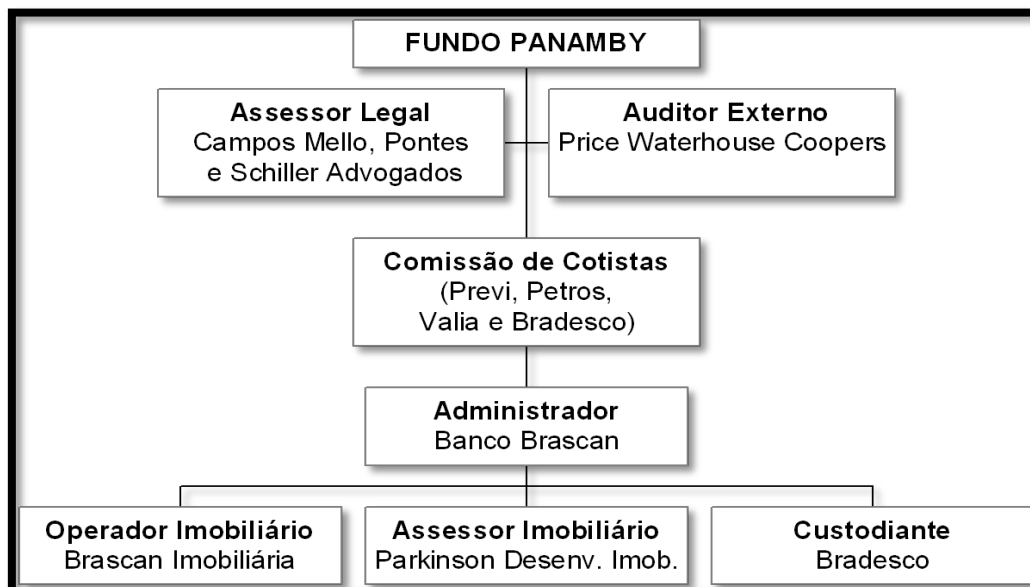 FUNDO PANAMBY
Assessor Legal
Campos Mello, Pontes
e Schiller Advogados
Auditor Externo
Price Waterhouse Coopers
Comissão de Cotistas
(Previ, Petros,
Valia e Bradesco)
Administrador
Banco Brascan
Operador Imobiliário
Brascan Imobiliária
Assessor Imobiliário
Parkinson Desenv. Imob.
Custodiante
Bradesco